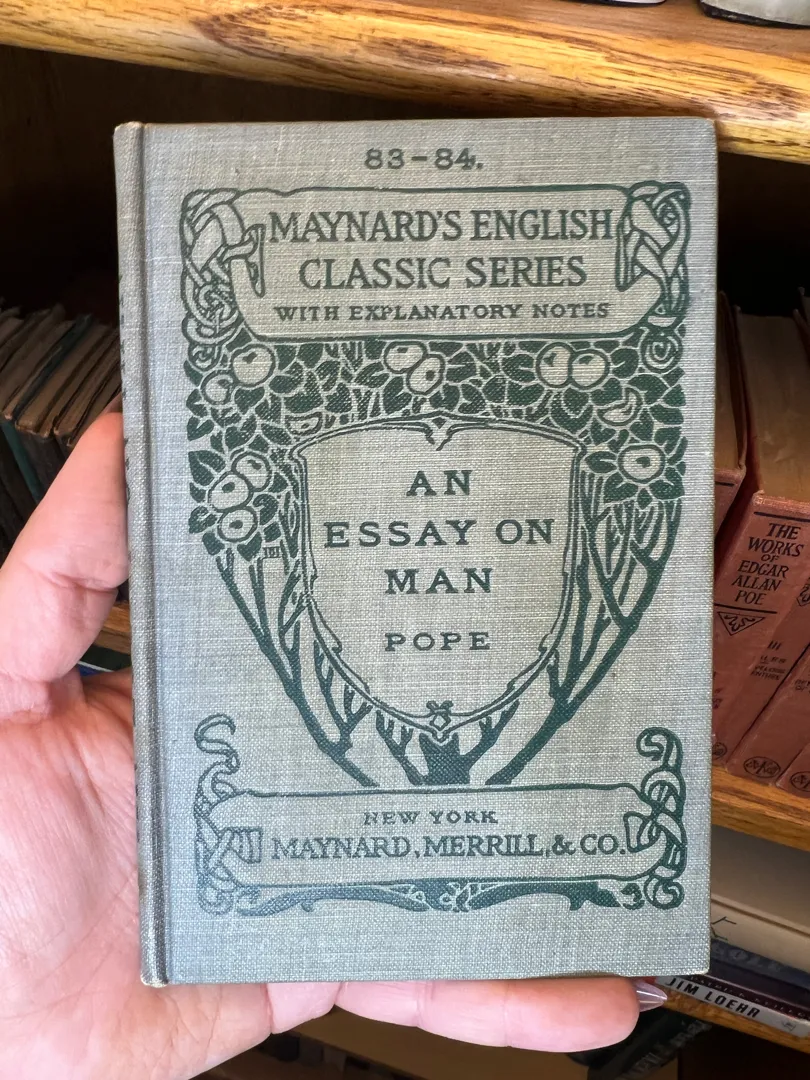 83-84.
MAYNARD'S ENGLISH
CLASSIC SERIES
WITH EXPLANATORY NOTES
AN
ESSAY ON
MAN
POPE
NEW YORK
MAYNARD, MERRILL, & CO.
THE
WORKS
OF
EDGAR
ALLAN
POE
III
JIM LOEHR